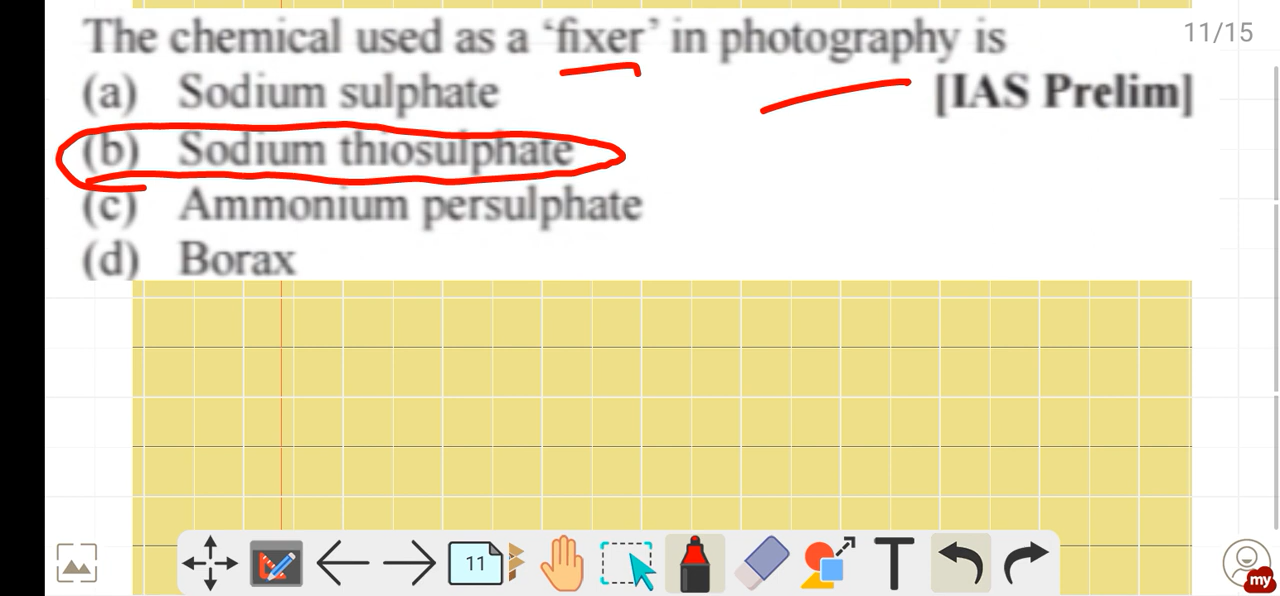 The chemical used as a ‘fixer’ in photography is
11/15
(a) Sodium sulphate [IAS Prelim]
(b) Sodium thiosulphate
(c) Ammonium persulphate
(d) Borax
11
T
my